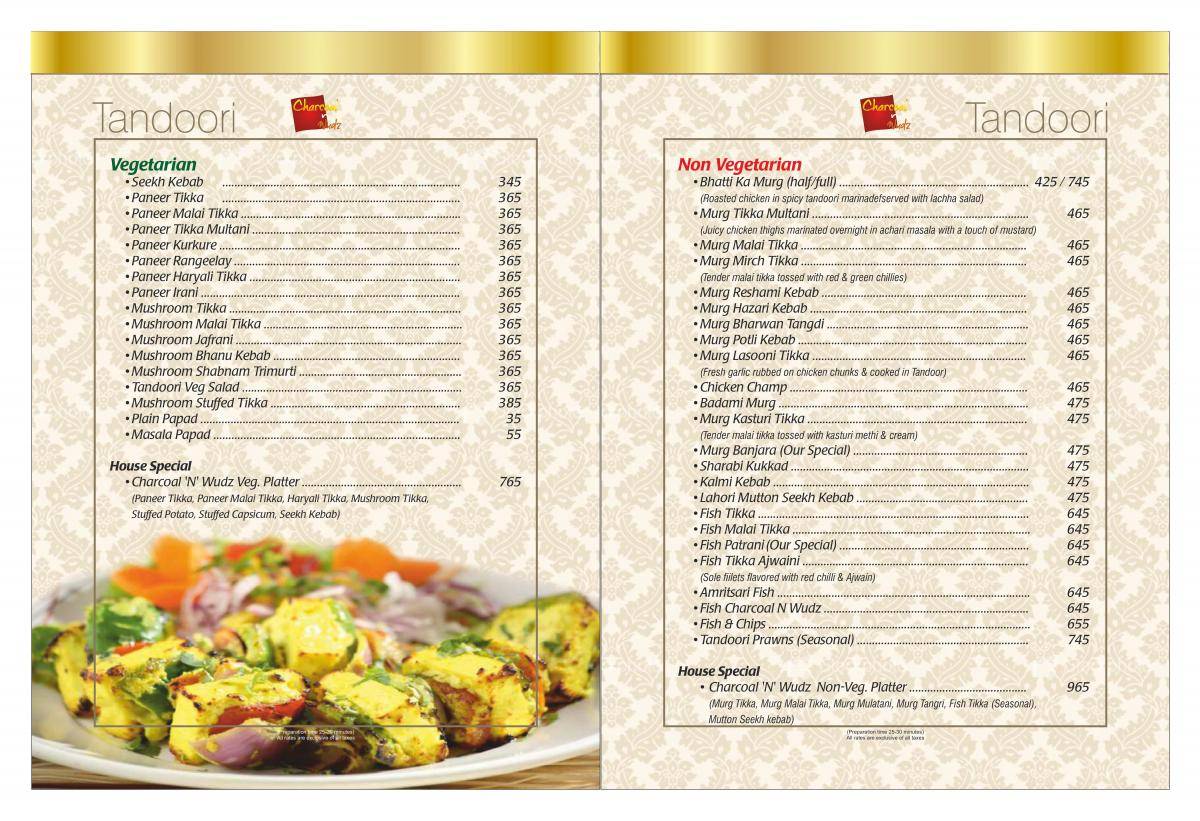 Tandoori
Charcoal
n
Wudz
Vegetarian
• Seekh Kebab ........ 345
• Paneer Tikka ........ 365
• Paneer Malai Tikka ........ 365
• Paneer Tikka Multani ........ 365
• Paneer Kurkure ........ 365
• Paneer Rangeelay ........ 365
• Paneer Haryali Tikka ........ 365
• Paneer Irani ........ 365
• Mushroom Tikka ........ 365
• Mushroom Malai Tikka ........ 365
• Mushroom Jafrani ........ 365
• Mushroom Bhanu Kebab ........ 365
• Mushroom Shabnam Trimurti ........ 365
• Tandoori Veg Salad ........ 365
• Mushroom Stuffed Tikka ........ 385
• Plain Papad ........ 35
• Masala Papad ........ 55
House Special
• Charcoal 'N' Wudz Veg. Platter ........ 765
(Paneer Tikka, Paneer Malai Tikka, Haryali Tikka, Mushroom Tikka,
Stuffed Potato, Stuffed Capsicum, Seekh Kebab)
(Preparation time 25-30 minutes)
All rates are exclusive of all taxes
Charcoal
n
Wudz
Tandoori
Non Vegetarian
• Bhatti Ka Murg (half/full) ........ 425 / 745
(Roasted chicken in spicy tandoori marinadefserved with lachha salad)
• Murg Tikka Multani ........ 465
(Juicy chicken thighs marinated overnight in achari masala with a touch of mustard)
• Murg Malai Tikka ........ 465
• Murg Mirch Tikka ........ 465
(Tender malai tikka tossed with red & green chillies)
• Murg Reshami Kebab ........ 465
• Murg Hazari Kebab ........ 465
• Murg Bharwan Tangdi ........ 465
• Murg Potli Kebab ........ 465
• Murg Lasooni Tikka ........ 465
(Fresh garlic rubbed on chicken chunks & cooked in Tandoor)
• Chicken Champ ........ 465
• Badami Murg ........ 475
• Murg Kasturi Tikka ........ 475
(Tender malai tikka tossed with kasturi methi & cream)
• Murg Banjara (Our Special) ........ 475
• Sharabi Kukkad ........ 475
• Kalmi Kebab ........ 475
• Lahori Mutton Seekh Kebab ........ 475
• Fish Tikka ........ 645
• Fish Malai Tikka ........ 645
• Fish Patrani (Our Special) ........ 645
• Fish Tikka Ajwaini ........ 645
(Sole fiilets flavored with red chilli & Ajwain)
• Amritsari Fish ........ 645
• Fish Charcoal N Wudz ........ 645
• Fish & Chips ........ 655
• Tandoori Prawns (Seasonal) ........ 745
House Special
• Charcoal 'N' Wudz Non-Veg. Platter ........ 965
(Murg Tikka, Murg Malai Tikka, Murg Mulatani, Murg Tangri, Fish Tikka (Seasonal),
Mutton Seekh kebab)
(Preparation time 25-30 minutes)
All rates are exclusive of all taxes